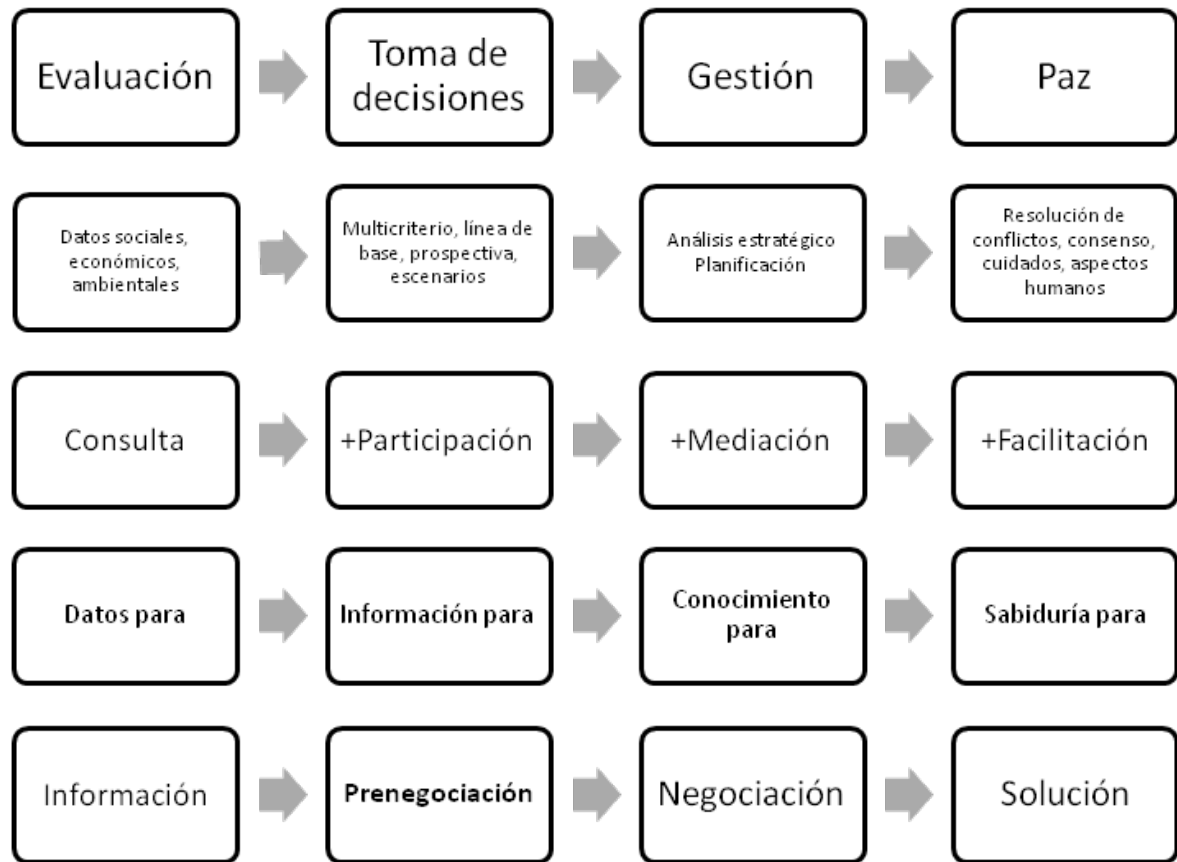 Evaluación
Toma de
decisiones
Gestión
Paz
Datos sociales,
económicos,
ambientales
Multicriterio, línea de
base, prospectiva,
escenarios
Análisis estratégico
Planificación
Resolución de
conflictos, consenso,
cuidados, aspectos
humanos
Consulta
+Participación
+Mediación
+Facilitación
Datos para
Información para
Conocimiento
para
Sabiduría para
Información
Prenegociación
Negociación
Solución